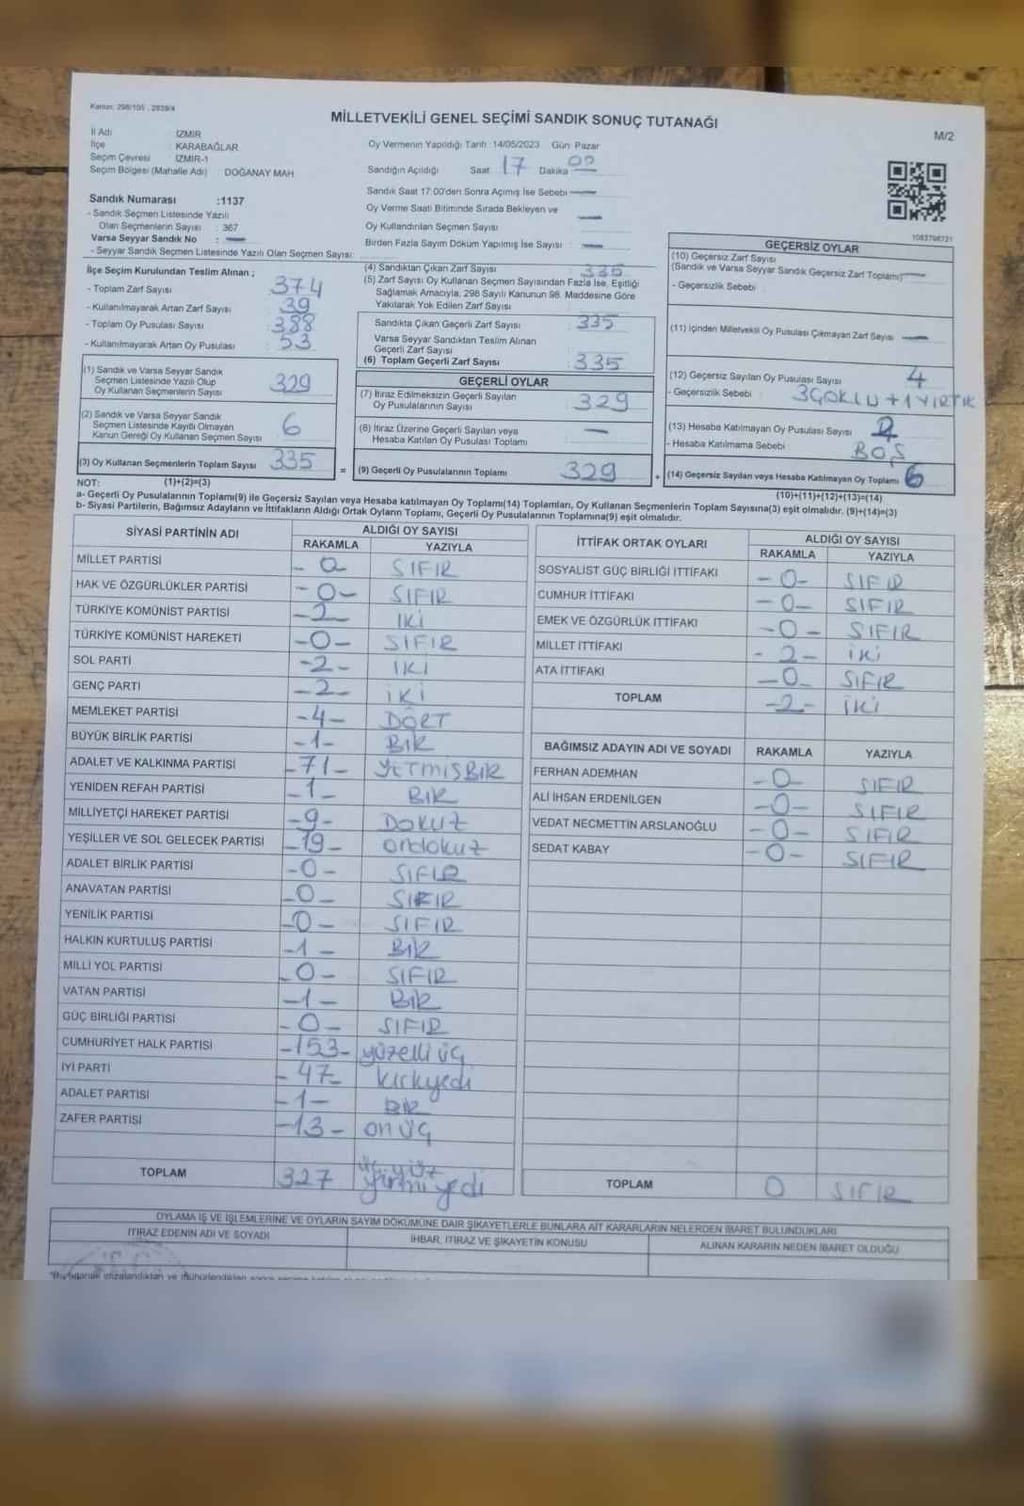 Kanun: 298/105 , 2839/4
MİLLETVEKİLİ GENEL SEÇİMİ SANDIK SONUÇ TUTANAĞI
M/2
İl Adı : İZMİR
İlçe : KARABAĞLAR
Seçim Çevresi : İZMİR-1
Seçim Bölgesi (Mahalle Adı) : DOĞANAY MAH
Oy Vermenin Yapıldığı Tarih :14/05/2023 Gün :Pazar
Sandığın Açıldığı Saat : 17 Dakika : 00
Sandık Saat 17:00'den Sonra Açılmış İse Sebebi : —
Oy Verme Saati Bitiminde Sırada Bekleyen ve
Oy Kullandırılan Seçmen Sayısı : —
Birden Fazla Sayım Döküm Yapılmış İse Sayısı : —
Sandık Numarası :1137
- Sandık Seçmen Listesinde Yazılı
Olan Seçmenlerin Sayısı : 367
Varsa Seyyar Sandık No : —
- Seyyar Sandık Seçmen Listesinde Yazılı Olan Seçmen Sayısı:
İlçe Seçim Kurulundan Teslim Alınan ;
- Toplam Zarf Sayısı : 374
- Kullanılmayarak Artan Zarf Sayısı : 39
- Toplam Oy Pusulası Sayısı : 388
- Kullanılmayarak Artan Oy Pusulası : 53
(1) Sandık ve Varsa Seyyar Sandık
Seçmen Listesinde Yazılı Olup
Oy Kullanan Seçmenlerin Sayısı : 329
(2) Sandık ve Varsa Seyyar Sandık
Seçmen Listesinde Kayıtlı Olmayan
Kanun Gereği Oy Kullanan Seçmen Sayısı : 6
(3) Oy Kullanan Seçmenlerin Toplam Sayısı : 335
(4) Sandıktan Çıkan Zarf Sayısı : 335
(5) Zarf Sayısı Oy Kullanan Seçmen Sayısından Fazla İse, Eşitliği
Sağlamak Amacıyla, 298 Sayılı Kanunun 98. Maddesine Göre
Yakılarak Yok Edilen Zarf Sayısı :
Sandıkta Çıkan Geçerli Zarf Sayısı : 335
Varsa Seyyar Sandıktan Teslim Alınan
Geçerli Zarf Sayısı :
(6) Toplam Geçerli Zarf Sayısı : 335
GEÇERLİ OYLAR
(7) İtiraz Edilmeksizin Geçerli Sayılan
Oy Pusulalarının Sayısı : 329
(8) İtiraz Üzerine Geçerli Sayılan veya
Hesaba Katılan Oy Pusulası Toplamı : —
= (9) Geçerli Oy Pusulalarının Toplamı : 329
1083798731
GEÇERSİZ OYLAR
(10) Geçersiz Zarf Sayısı
(Sandık ve Varsa Seyyar Sandık Geçersiz Zarf Toplamı) : —
- Geçersizlik Sebebi :
(11) İçinden Milletvekili Oy Pusulası Çıkmayan Zarf Sayısı : —
(12) Geçersiz Sayılan Oy Pusulası Sayısı : 4
- Geçersizlik Sebebi : 3ÇOKLU+1YIRTIK
(13) Hesaba Katılmayan Oy Pusulası Sayısı : 2
- Hesaba Katılmama Sebebi : BOŞ
+ (14) Geçersiz Sayılan veya Hesaba Katılmayan Oy Toplamı : 6
NOT: (1)+(2)=(3) (10)+(11)+(12)+(13)=(14)
a- Geçerli Oy Pusulalarının Toplamı(9) ile Geçersiz Sayılan veya Hesaba katılmayan Oy Toplamı(14) Toplamları, Oy Kullanan Seçmenlerin Toplam Sayısına(3) eşit olmalıdır. (9)+(14)=(3)
b- Siyasi Partilerin, Bağımsız Adayların ve İttifakların Aldığı Ortak Oyların Toplamı, Geçerli Oy Pusulalarının Toplamına(9) eşit olmalıdır.
SİYASİ PARTİNİN ADI ALDIĞI OY SAYISI
RAKAMLA YAZIYLA
MİLLET PARTİSİ - 0 SIFIR
HAK VE ÖZGÜRLÜKLER PARTİSİ -0- SIFIR
TÜRKİYE KOMÜNİST PARTİSİ -2- İKİ
TÜRKİYE KOMÜNİST HAREKETİ -0- SIFIR
SOL PARTİ -2- İKİ
GENÇ PARTİ -2- İKİ
MEMLEKET PARTİSİ -4- DÖRT
BÜYÜK BİRLİK PARTİSİ -1- BİR
ADALET VE KALKINMA PARTİSİ -71- YETMİŞBİR
YENİDEN REFAH PARTİSİ -1- BİR
MİLLİYETÇİ HAREKET PARTİSİ -9- DOKUZ
YEŞİLLER VE SOL GELECEK PARTİSİ -19- ondokuz
ADALET BİRLİK PARTİSİ -0- SIFIR
ANAVATAN PARTİSİ -0- SIFIR
YENİLİK PARTİSİ -0- SIFIR
HALKIN KURTULUŞ PARTİSİ -1- BİR
MİLLİ YOL PARTİSİ -0- SIFIR
VATAN PARTİSİ -1- BİR
GÜÇ BİRLİĞİ PARTİSİ -0- SIFIR
CUMHURİYET HALK PARTİSİ -153- yüzelli üç
İYİ PARTİ -47- kırkyedi
ADALET PARTİSİ -1- BİR
ZAFER PARTİSİ -13- onüç
TOPLAM 327 üçyüz yirmiyedi
İTTİFAK ORTAK OYLARI ALDIĞI OY SAYISI
RAKAMLA YAZIYLA
SOSYALİST GÜÇ BİRLİĞİ İTTİFAKI -0- SIFIR
CUMHUR İTTİFAKI -0- SIFIR
EMEK VE ÖZGÜRLÜK İTTİFAKI -0- SIFIR
MİLLET İTTİFAKI -2- İKİ
ATA İTTİFAKI -0- SIFIR
TOPLAM -2- İKİ
BAĞIMSIZ ADAYIN ADI VE SOYADI RAKAMLA YAZIYLA
FERHAN ADEMHAN -0- SIFIR
ALİ İHSAN ERDENİLGEN -0- SIFIR
VEDAT NECMETTİN ARSLANOĞLU -0- SIFIR
SEDAT KABAY -0- SIFIR
TOPLAM 0 SIFIR
OYLAMA İŞ VE İŞLEMLERİNE VE OYLARIN SAYIM DÖKÜMÜNE DAİR ŞİKAYETLERLE BUNLARA AİT KARARLARIN NELERDEN İBARET BULUNDUKLARI
İTİRAZ EDENİN ADI VE SOYADI İHBAR, İTİRAZ VE ŞİKAYETİN KONUSU ALINAN KARARIN NEDEN İBARET OLDUĞU